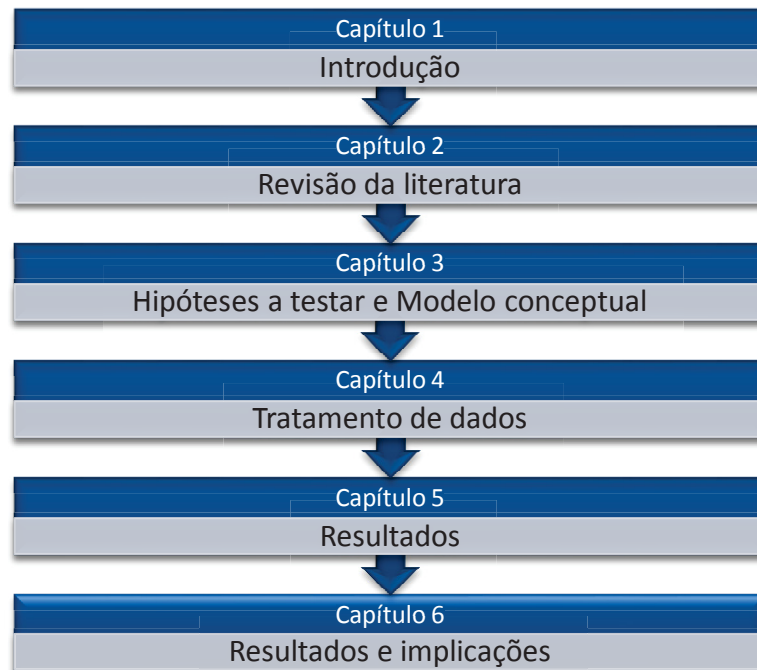 Capítulo 1
Introdução
Capítulo 2
Revisão da literatura
Capítulo 3
Hipóteses a testar e Modelo conceptual
Capítulo 4
Tratamento de dados
Capítulo 5
Resultados
Capítulo 6
Resultados e implicações